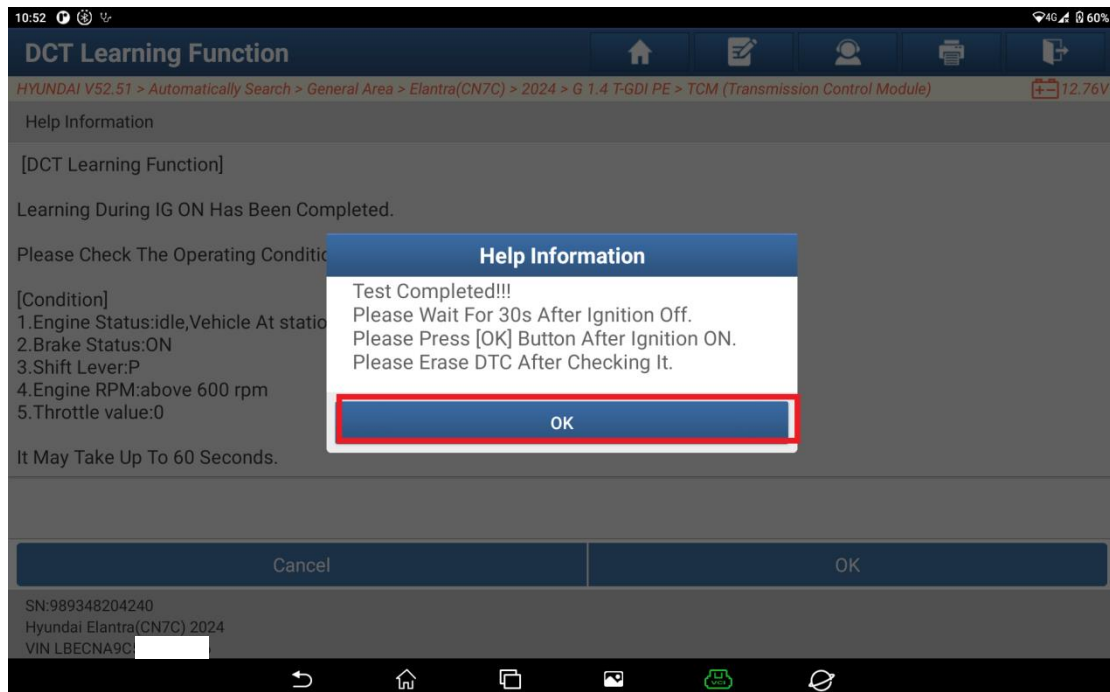 10:52
4G 60%
DCT Learning Function
HYUNDAI V52.51 > Automatically Search > General Area > Elantra(CN7C) > 2024 > G 1.4 T-GDI PE > TCM (Transmission Control Module)
12.76V
Help Information
[DCT Learning Function]
Learning During IG ON Has Been Completed.
Please Check The Operating
[Condition]
1.Engine Status:idle,Vehicle At
2.Brake Status:ON
3.Shift Lever:P
4.Engine RPM:above 600 rpm
5.Throttle value:0
It May Take Up To 60 Seconds.
Help Information
Test Completed!!!
Please Wait For 30s After Ignition Off.
Please Press [OK] Button After Ignition ON.
Please Erase DTC After Checking It.
OK
Cancel
OK
SN:989348204240
Hyundai Elantra(CN7C) 2024
VIN LBECNA9C
VCI